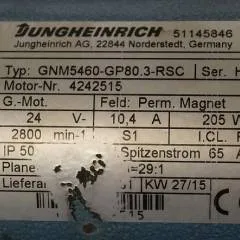 JUNGHEINRICH 51145846
Jungheinrich AG, 22844 Norderstedt, Germany
Typ: GNM5460-GP80.3-RSC Ser. H
Motor-Nr. 4242515
G.-Mot. Feld: Perm. Magnet
24 V- 10,4 A 205 W
2800 min-1 S1 I.CL.
IP 50 Spitzenstrom 65 A
Plane i=29:1
Liefera KW 27/15